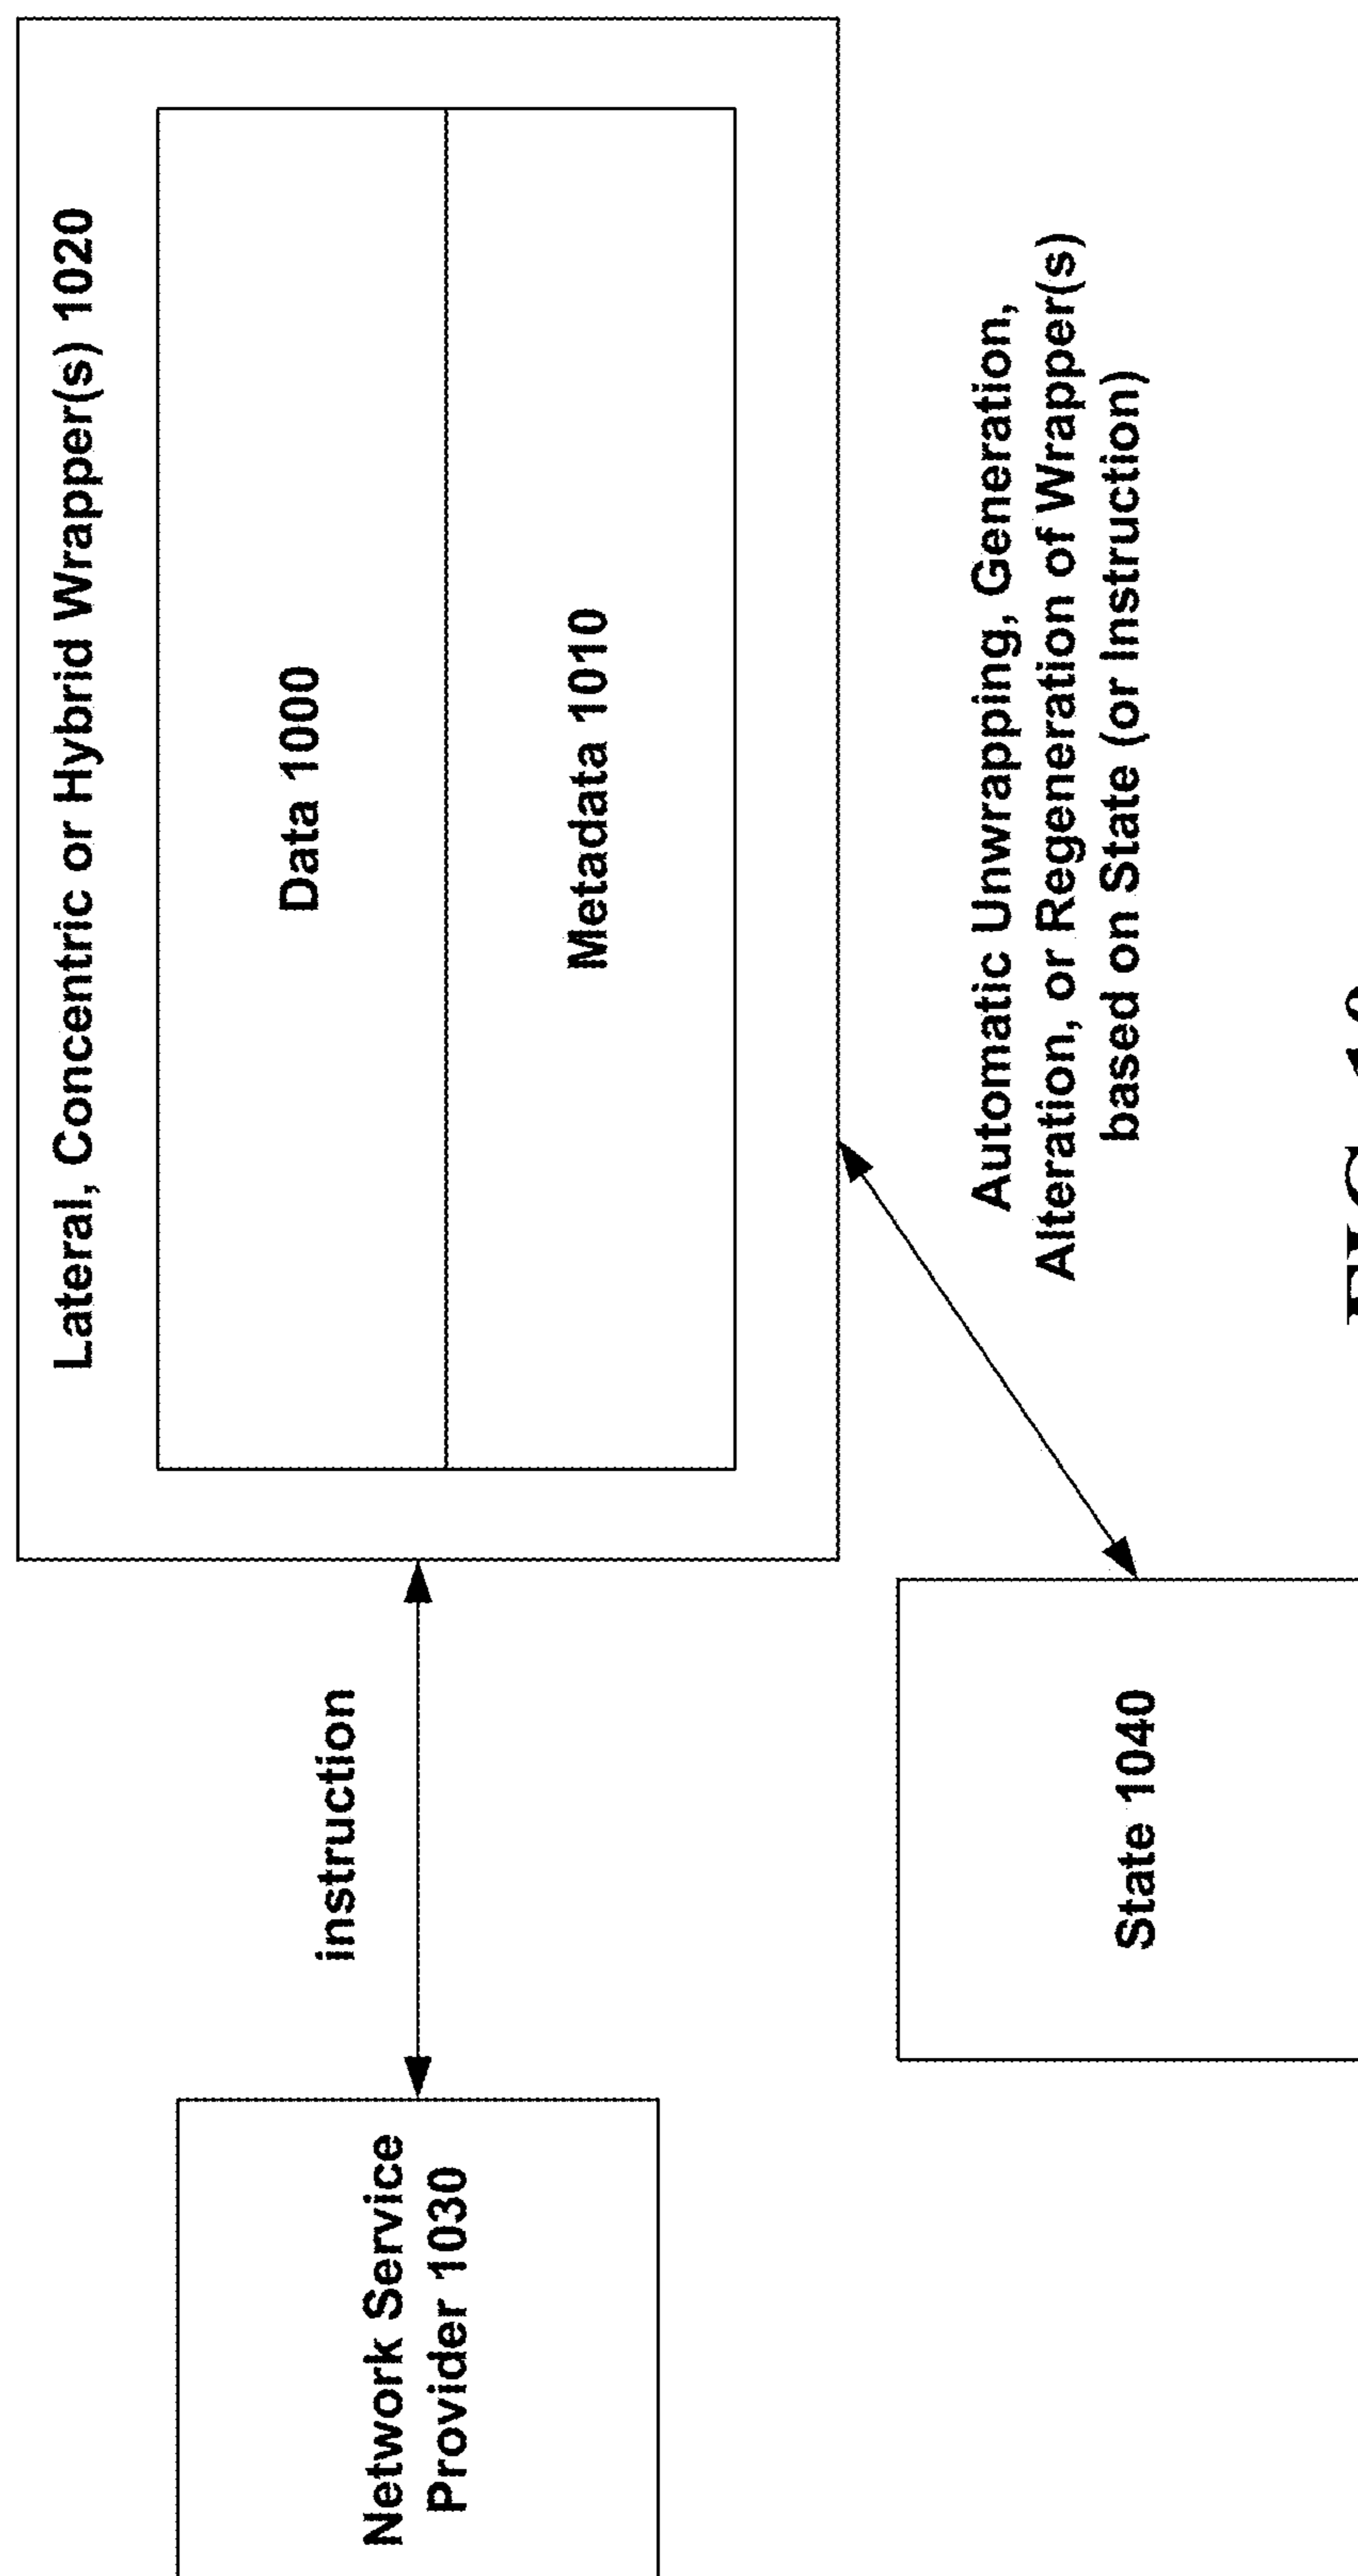 Lateral, Concentric or Hybrid Wrapper(s) 1020
Data 1000
Metadata 1010
instruction
Network Service
Provider 1030
Automatic Unwrapping, Generation,
Alteration, or Regeneration of Wrapper(s)
based on State (or Instruction)
State 1040